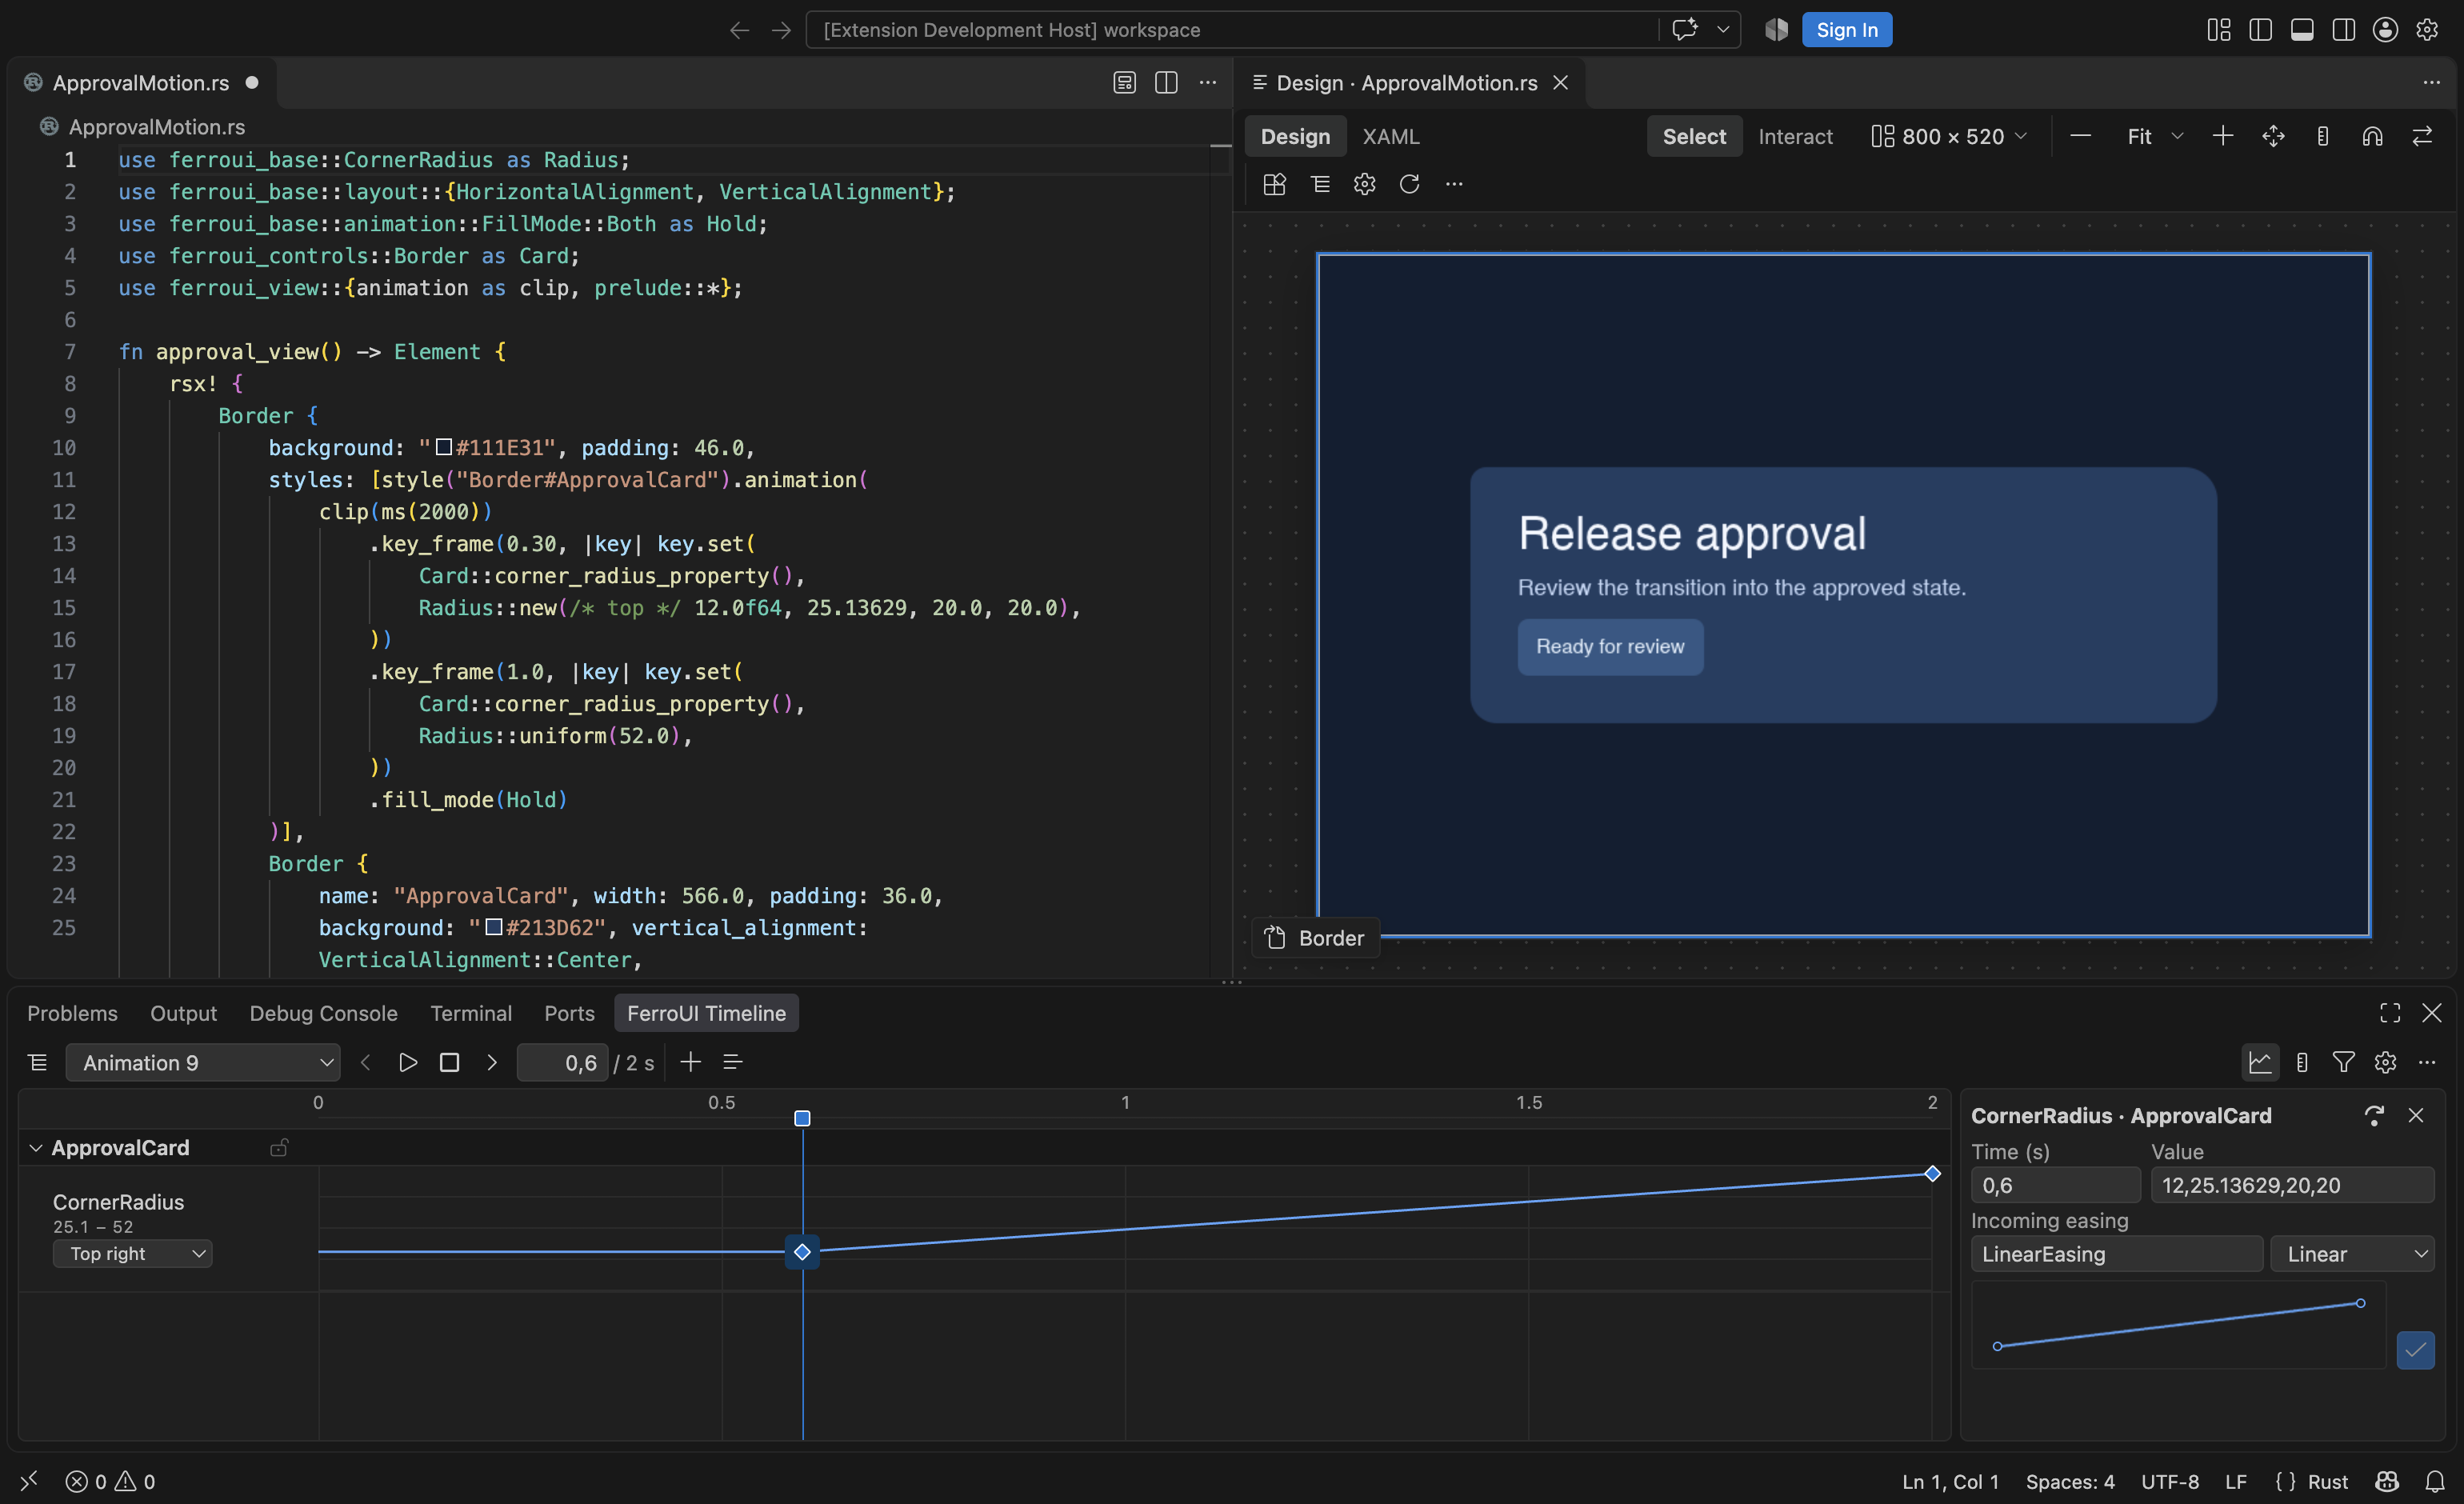 [Extension Development Host] workspace
Sign In
ApprovalMotion.rs
Design · ApprovalMotion.rs
ApprovalMotion.rs
Design XAML Select Interact 800 × 520 Fit
1 use ferroui_base::CornerRadius as Radius;
2 use ferroui_base::layout::{HorizontalAlignment, VerticalAlignment};
3 use ferroui_base::animation::FillMode::Both as Hold;
4 use ferroui_controls::Border as Card;
5 use ferroui_view::{animation as clip, prelude::*};
6
7 fn approval_view() -> Element {
8 rsx! {
9 Border {
10 background: "#111E31", padding: 46.0,
11 styles: [style("Border#ApprovalCard").animation(
12 clip(ms(2000))
13 .key_frame(0.30, |key| key.set(
14 Card::corner_radius_property(),
15 Radius::new(/* top */ 12.0f64, 25.13629, 20.0, 20.0),
16 ))
17 .key_frame(1.0, |key| key.set(
18 Card::corner_radius_property(),
19 Radius::uniform(52.0),
20 ))
21 .fill_mode(Hold)
22 )],
23 Border {
24 name: "ApprovalCard", width: 566.0, padding: 36.0,
25 background: "#213D62", vertical_alignment:
VerticalAlignment::Center,
Release approval
Review the transition into the approved state.
Ready for review
Border
Problems Output Debug Console Terminal Ports FerroUI Timeline
Animation 9 0,6 / 2 s
0 0.5 1 1.5 2
ApprovalCard
CornerRadius
25.1 – 52
Top right
CornerRadius · ApprovalCard
Time (s) Value
0,6 12,25.13629,20,20
Incoming easing
LinearEasing Linear
0 0 Ln 1, Col 1 Spaces: 4 UTF-8 LF { } Rust